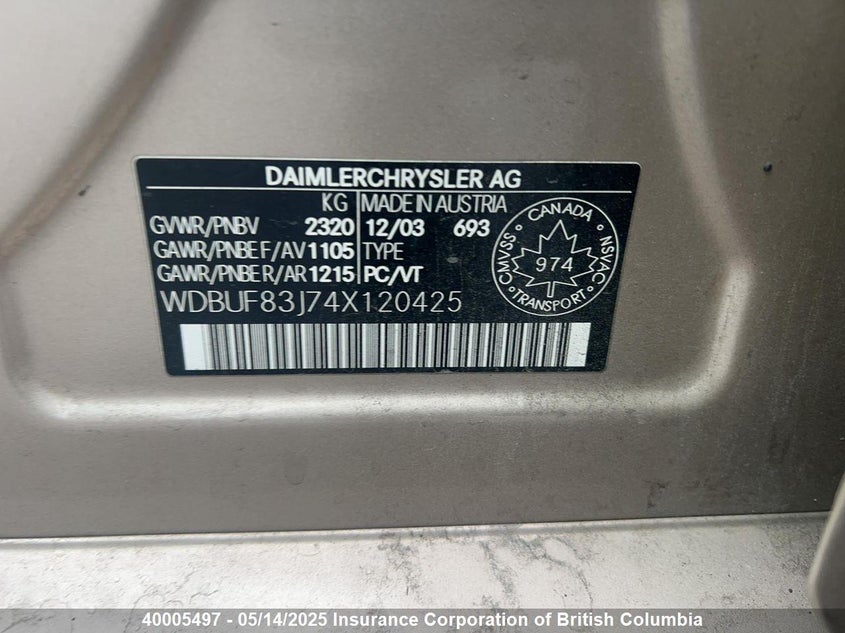 DAIMLERCHRYSLER AG
KG MADE IN AUSTRIA
GVWR/PNBV 2320 12/03 693
GAWR/PNBE F/AV 1105 TYPE
GAWR/PNBE R/AR 1215 PC/VT
WDBUF83J74X120425
CANADA
CMVSS 974 NSVAC
TRANSPORT
40005497 - 05/14/2025 Insurance Corporation of British Columbia